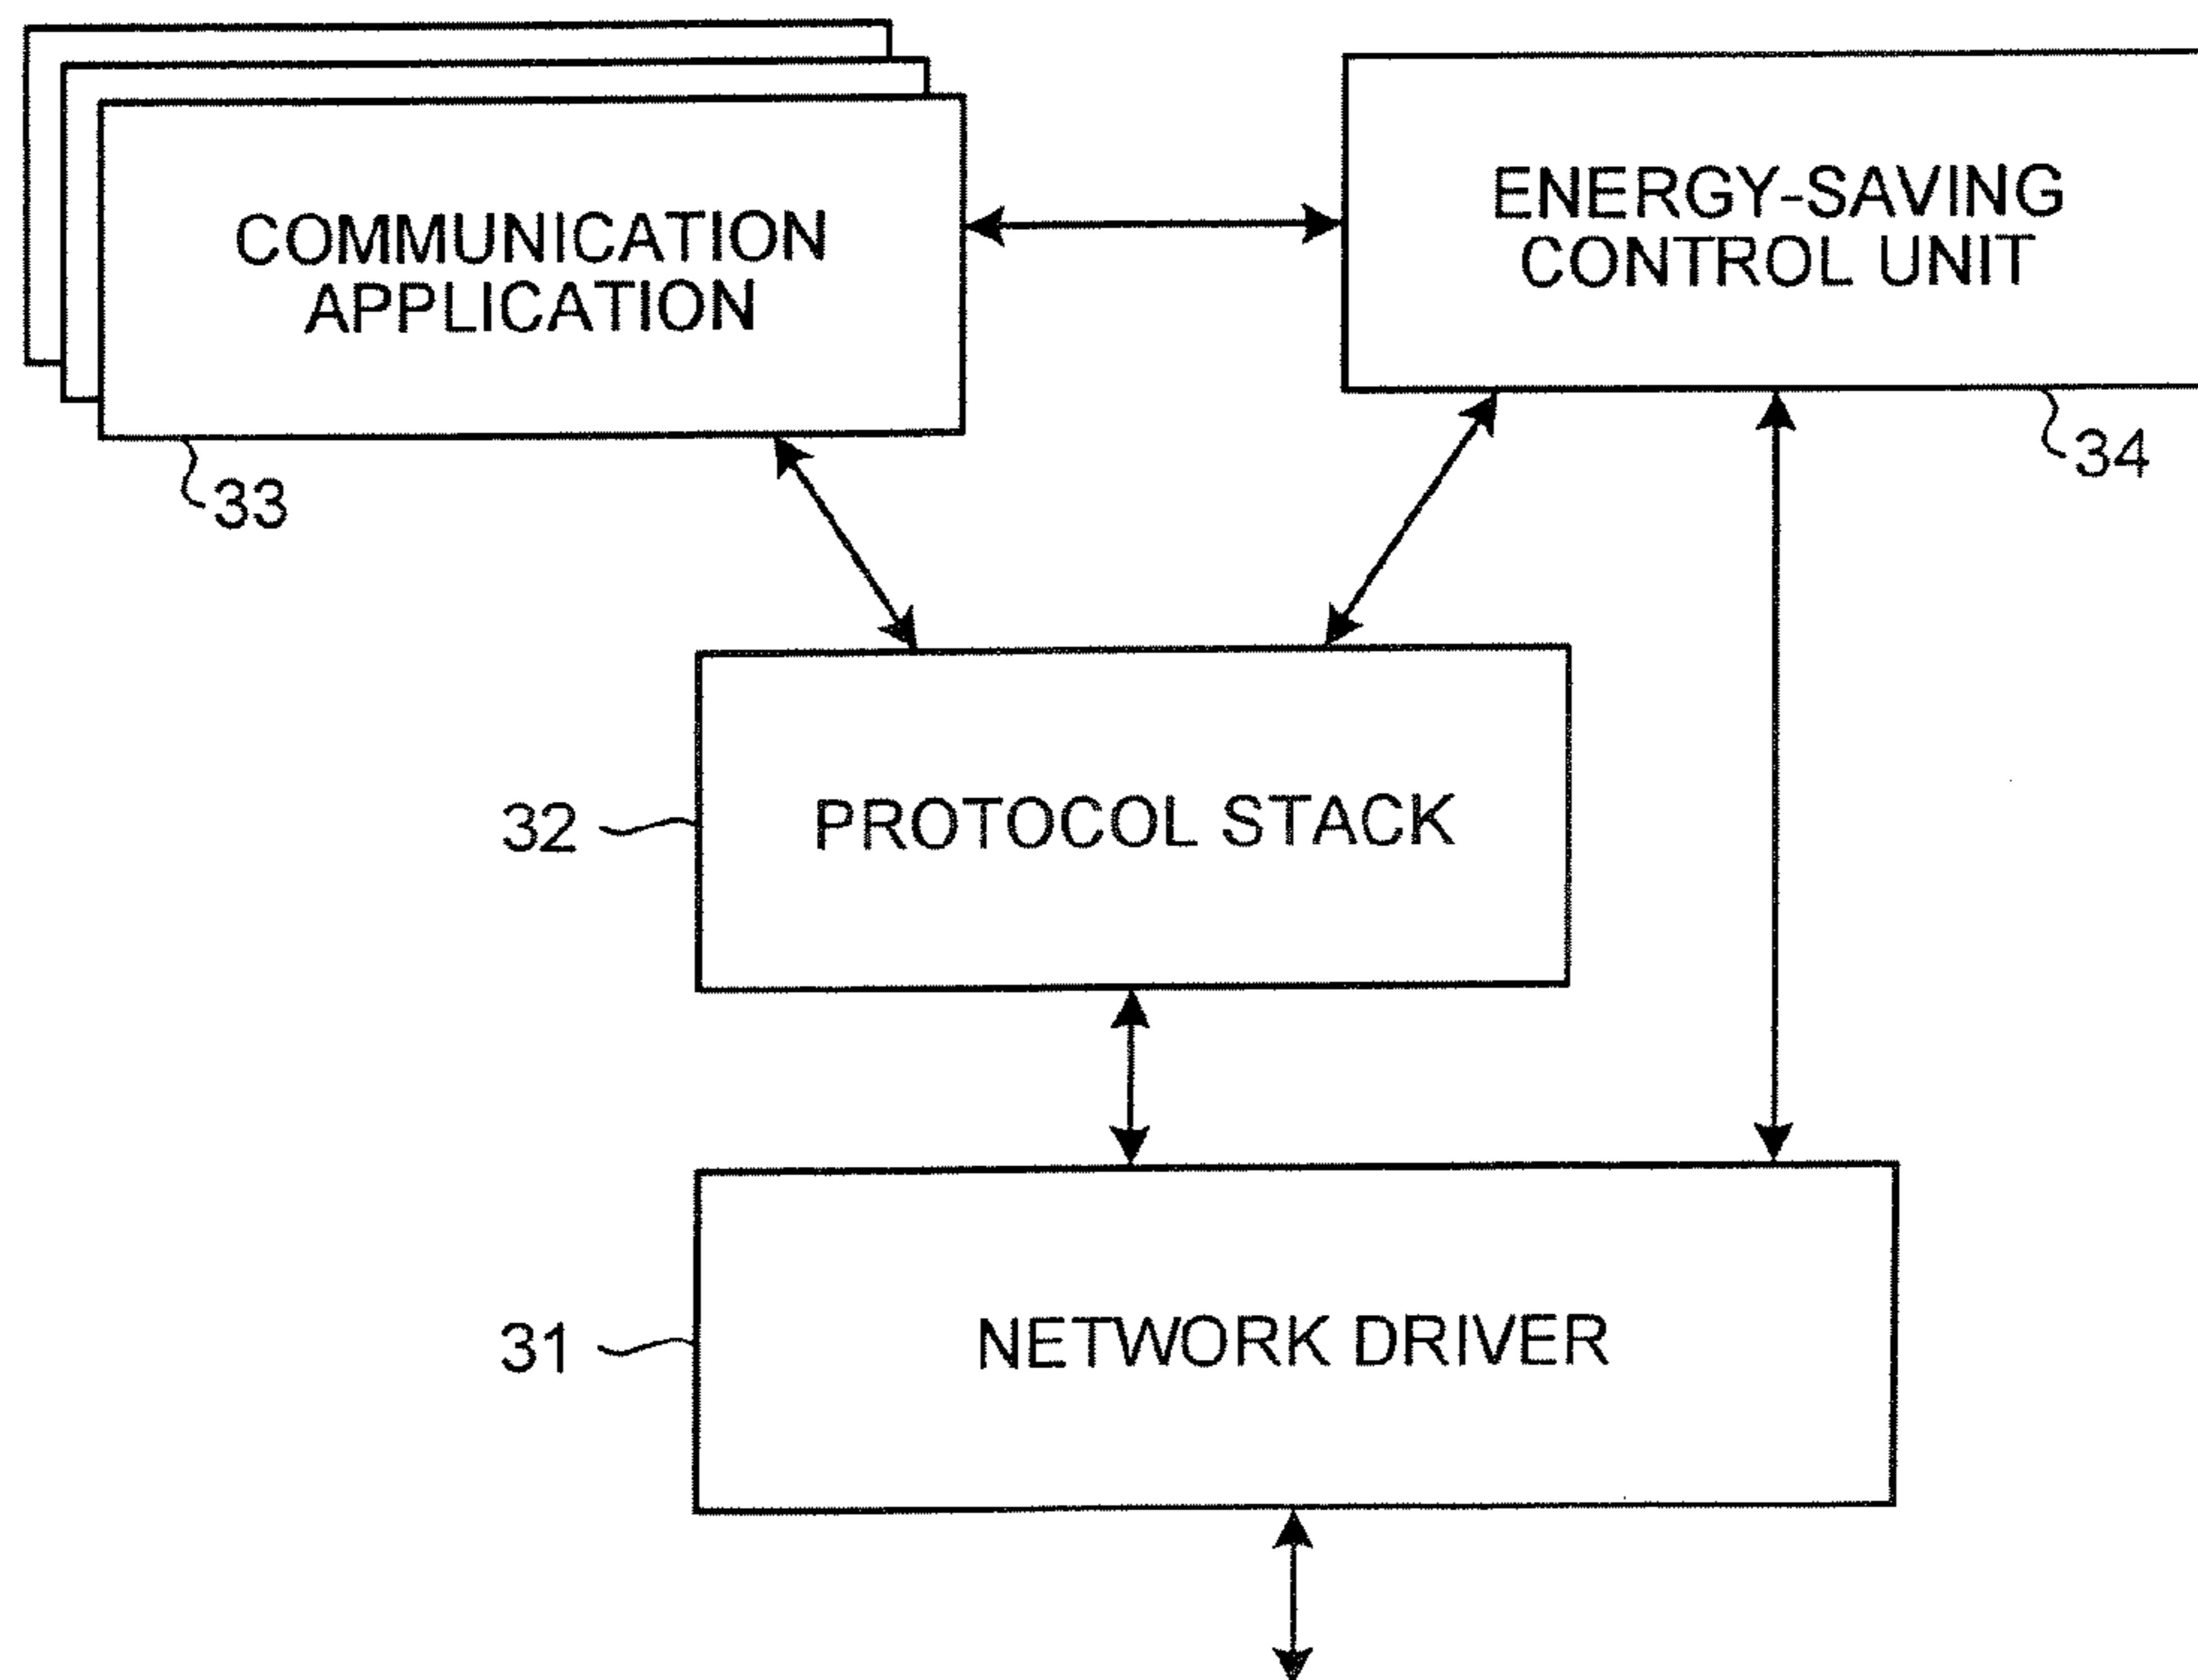 COMMUNICATION
APPLICATION
33
ENERGY-SAVING
CONTROL UNIT
34
32
PROTOCOL STACK
31
NETWORK DRIVER